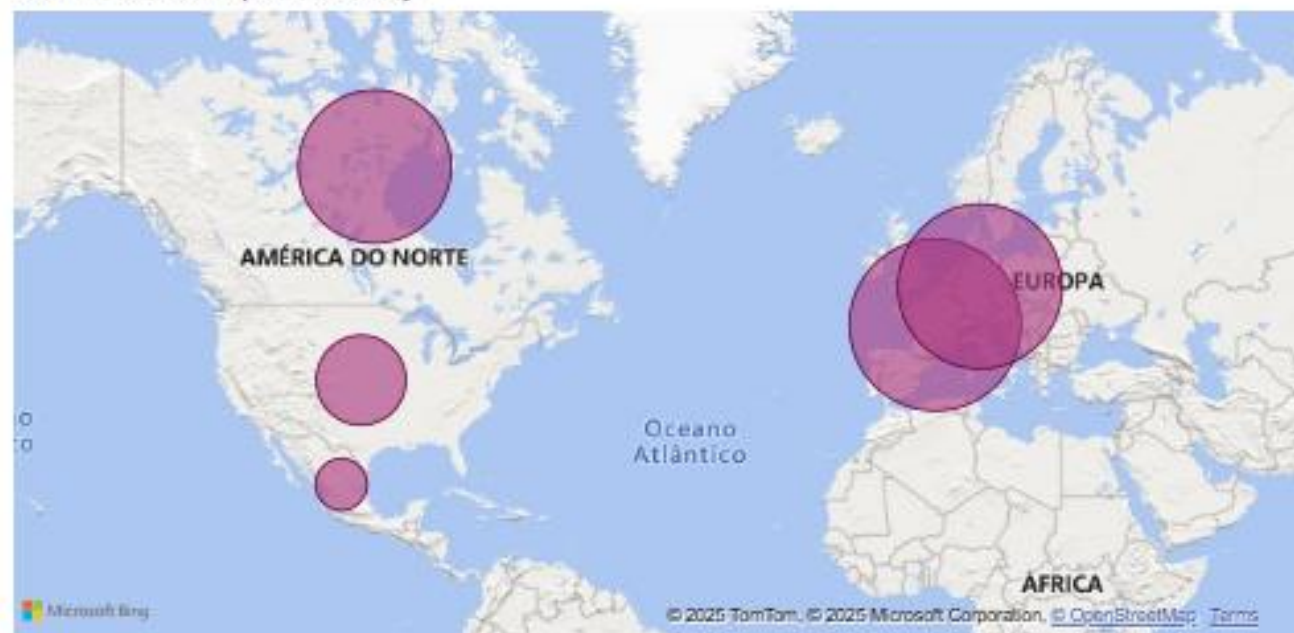 AMÉRICA DO NORTE
EUROPA
Oceano
Atlântico
ÁFRICA
Microsoft Bing
© 2025 TomTom, © 2025 Microsoft Corporation, © OpenStreetMap Terms